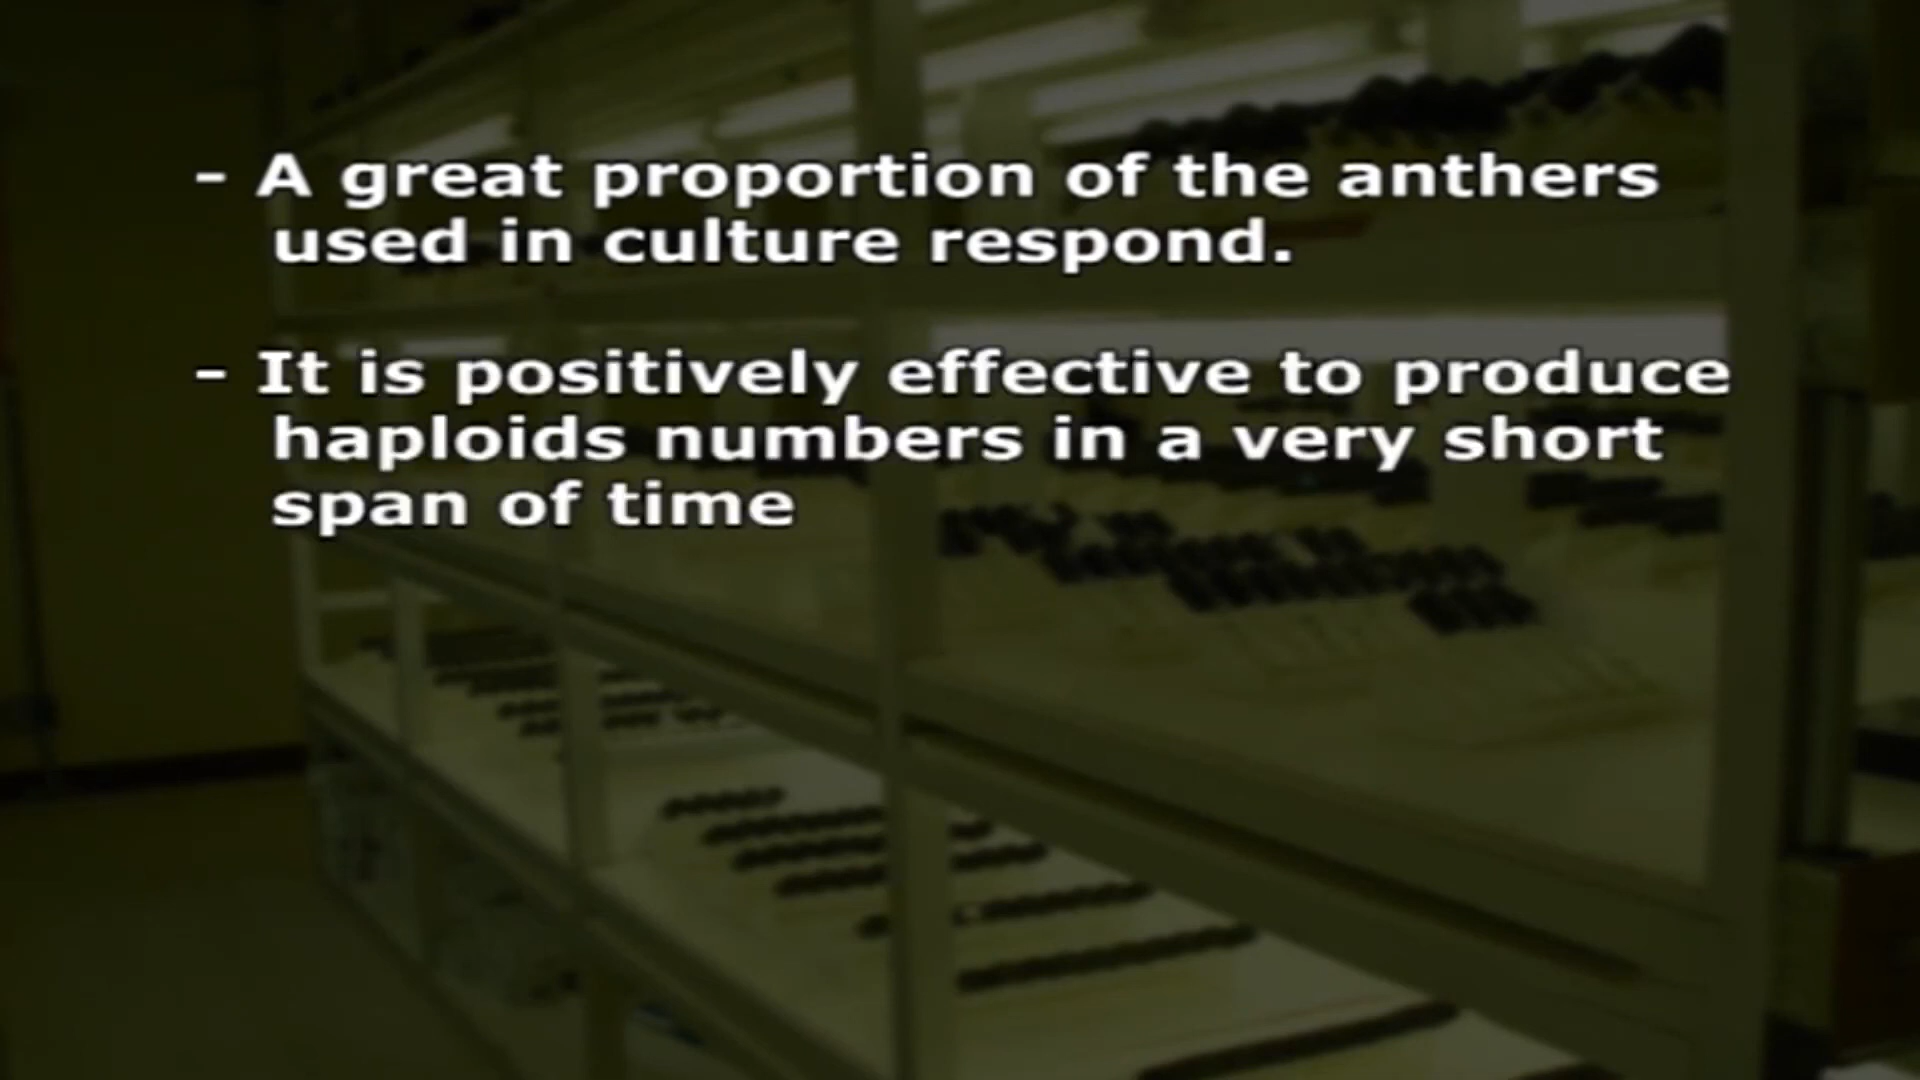 - A great proportion of the anthers
used in culture respond.
- It is positively effective to produce
haploids numbers in a very short
span of time